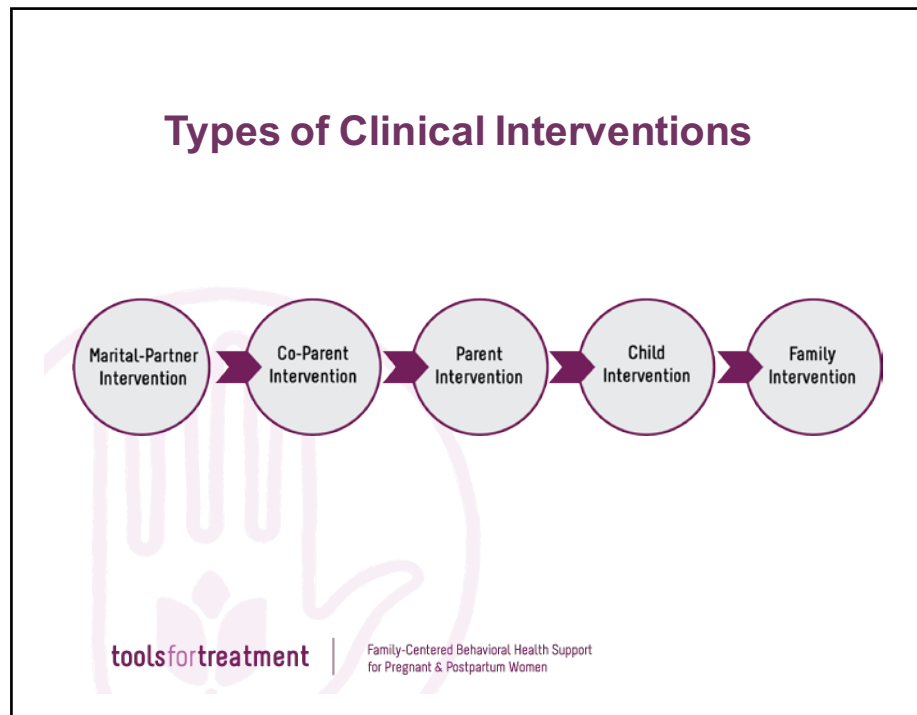 Types of Clinical Interventions
Marital-Partner
Intervention
Co-Parent
Intervention
Parent
Intervention
Child
Intervention
Family
Intervention
toolsfortreatment
Family-Centered Behavioral Health Support
for Pregnant & Postpartum Women